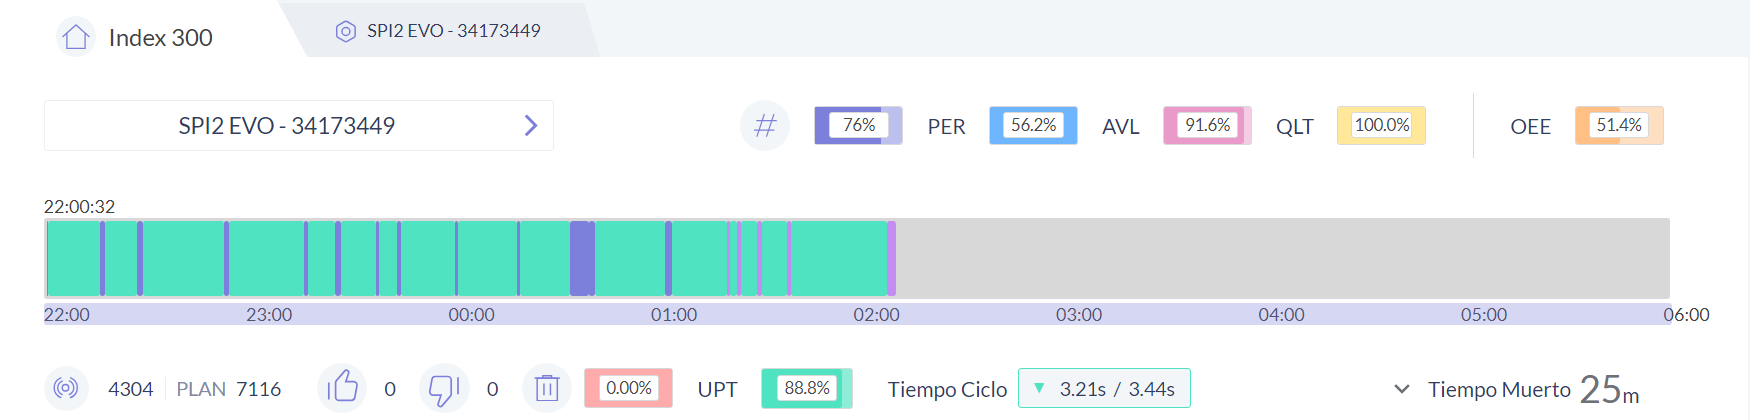 Index 300
SPI2 EVO - 34173449
SPI2 EVO - 34173449
# 76% PER 56.2% AVL 91.6% QLT 100.0% OEE 51.4%
22:00:32
22:00 23:00 00:00 01:00 02:00 03:00 04:00 05:00 06:00
4304 PLAN 7116 0 0 0.00% UPT 88.8% Tiempo Ciclo ▼ 3.21s / 3.44s Tiempo Muerto 25m